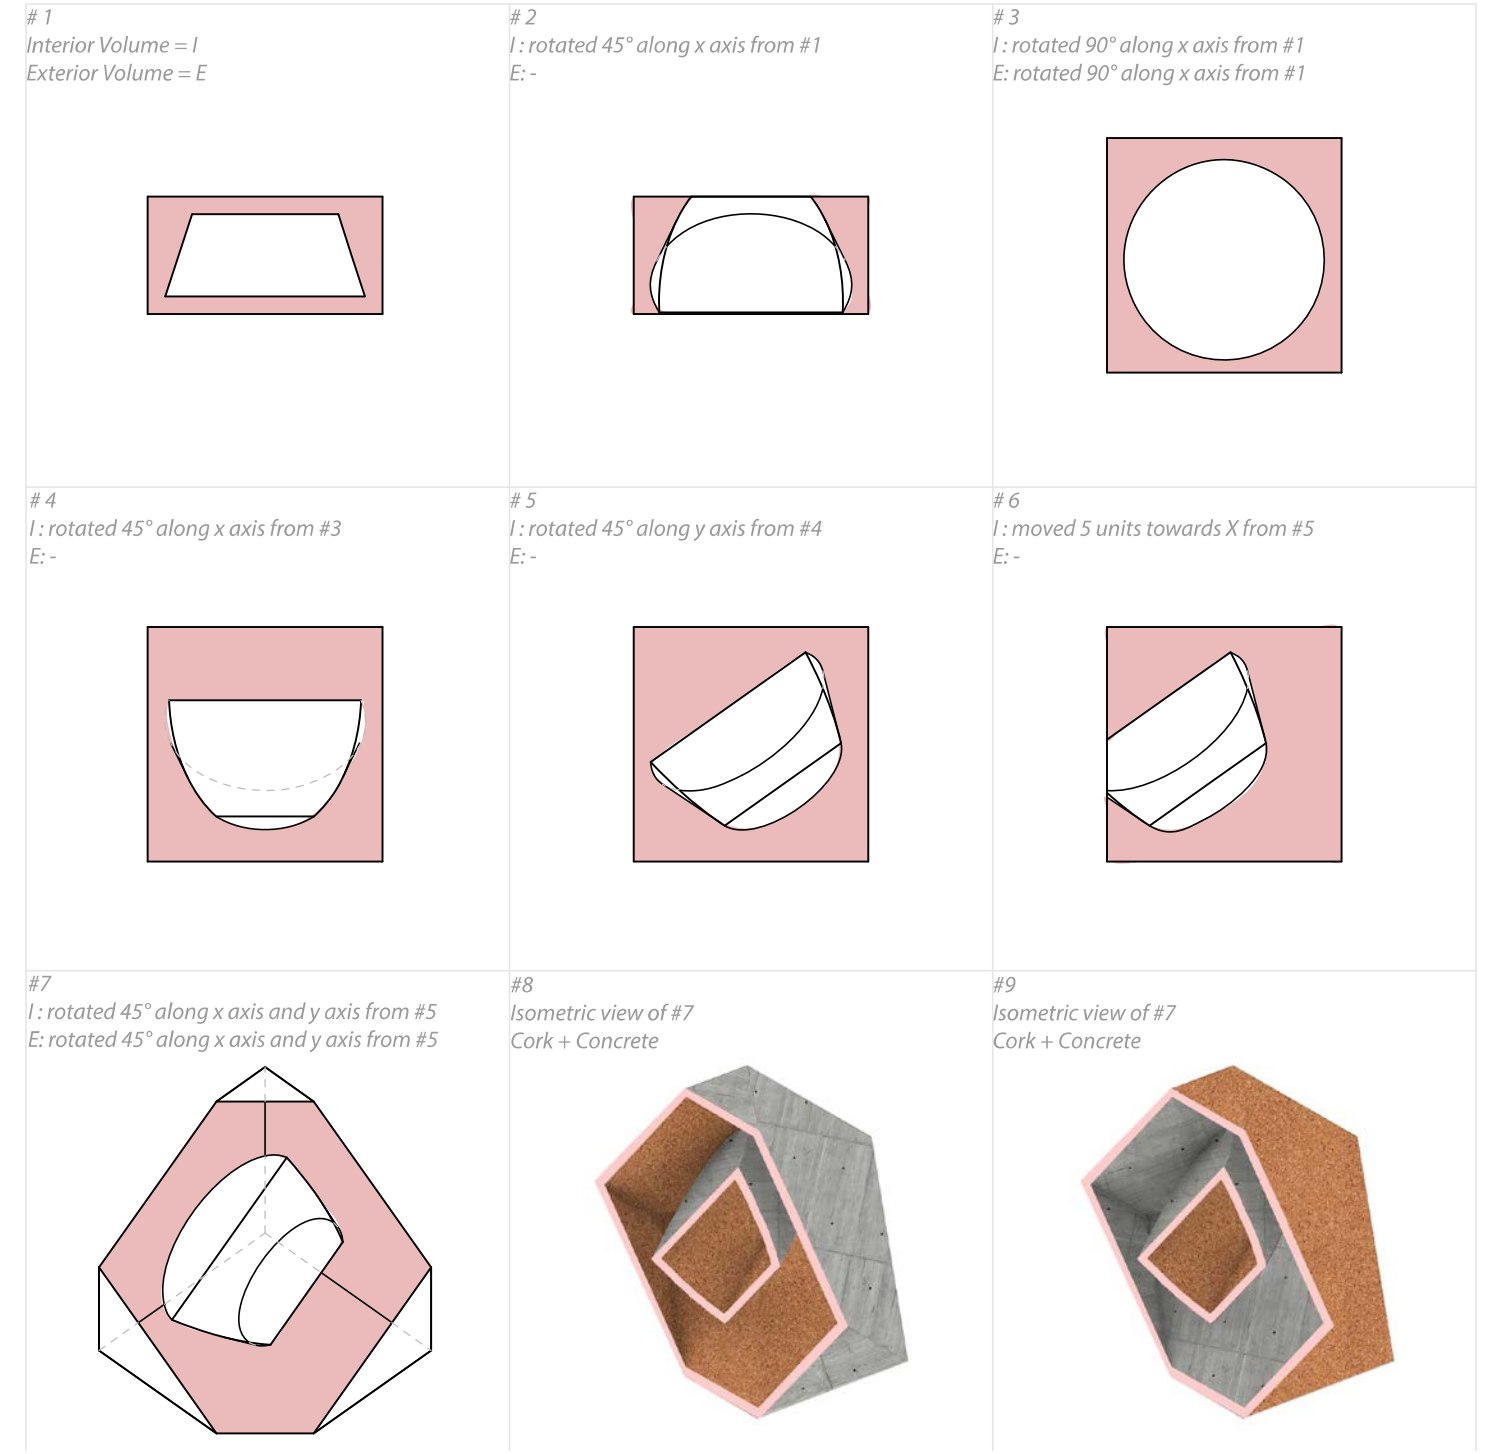 # 1
Interior Volume = I
Exterior Volume = E
# 2
I : rotated 45° along x axis from #1
E: -
# 3
I : rotated 90° along x axis from #1
E: rotated 90° along x axis from #1
# 4
I : rotated 45° along x axis from #3
E: -
# 5
I : rotated 45° along y axis from #4
E: -
# 6
I : moved 5 units towards X from #5
E: -
#7
I : rotated 45° along x axis and y axis from #5
E: rotated 45° along x axis and y axis from #5
#8
Isometric view of #7
Cork + Concrete
#9
Isometric view of #7
Cork + Concrete